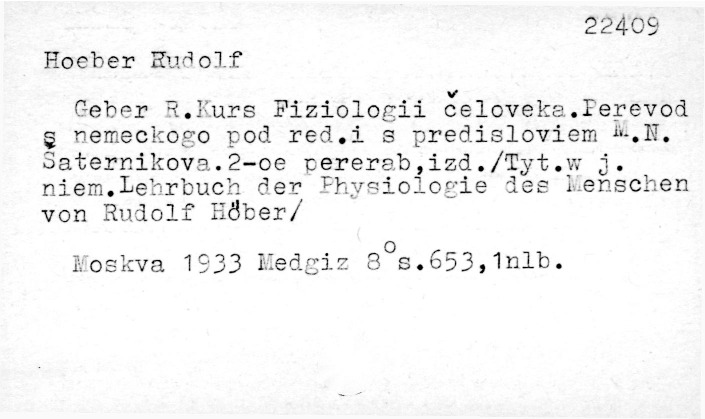 22409
Hoeber Rudolf
Geber R.Kurs Fiziologii čeloveka.Perevod
s nemeckogo pod red.i s predisloviem M.N.
Šaternikova.2-oe pererab,izd./Tyt.w j.
niem.Lehrbuch der Physiologie des Menschen
von Rudolf Höber/
Moskva 1933 Medgiz 8°s.653,1nlb.